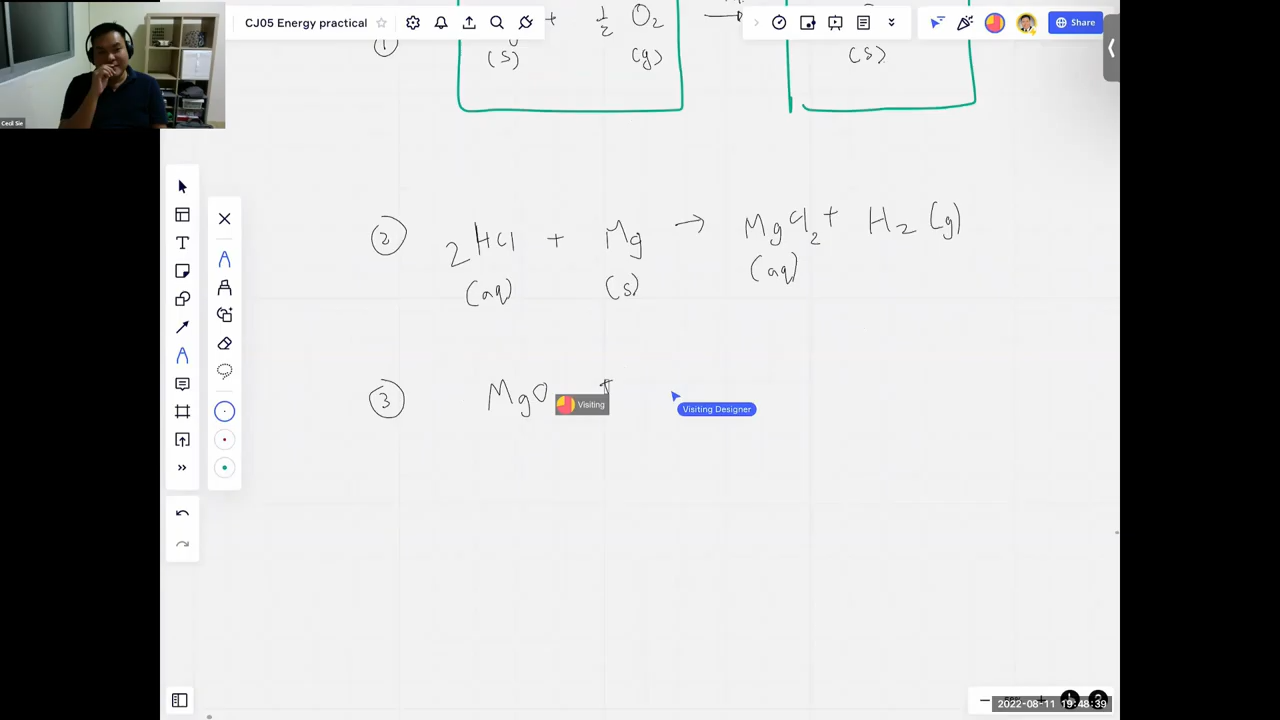 CJ05 Energy practical
Share
Cecil Sie
① + ½ O₂ →
(s) (g) (s)
② 2HCl + Mg → MgCl₂ + H₂ (g)
(aq) (s) (aq)
③ MgO +
Visiting
Visiting Designer
2022-08-11 19:48:39